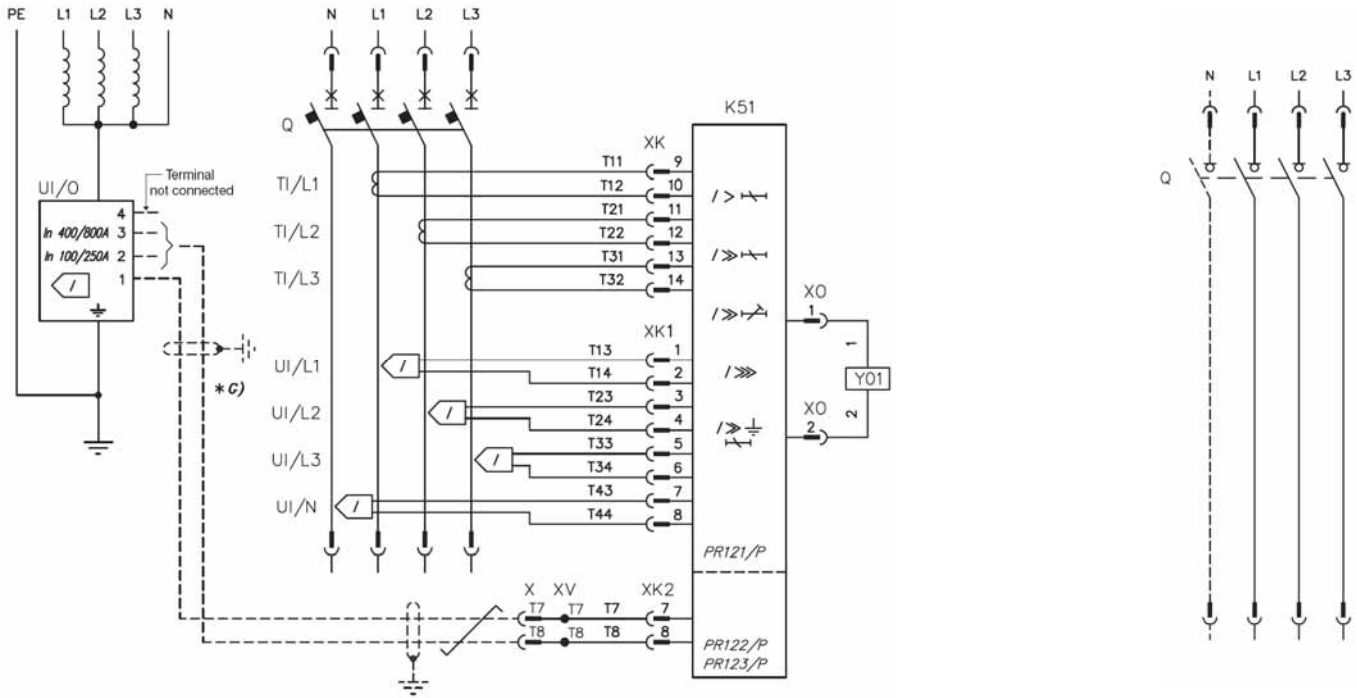 PE L1 L2 L3 N
N L1 L2 L3
N L1 L2 L3
Q
Q
K51
XK
TI/L1
T11 9
T12 10
TI/L2
T21 11
T22 12
TI/L3
T31 13
T32 14
UI/O
Terminal
not connected
4
In 400/800A 3
In 100/250A 2
1
I
* G)
XK1
UI/L1
I
T13 1
T14 2
UI/L2
I
T23 3
T24 4
UI/L3
I
T33 5
T34 6
UI/N
I
T43 7
T44 8
I >
I ≫
I ≫
I ⋙
I ≫
XO
1
1
YO1
2
XO
2
PR121/P
X XV XK2
T7 T7 T7 7
T8 T8 T8 8
PR122/P
PR123/P